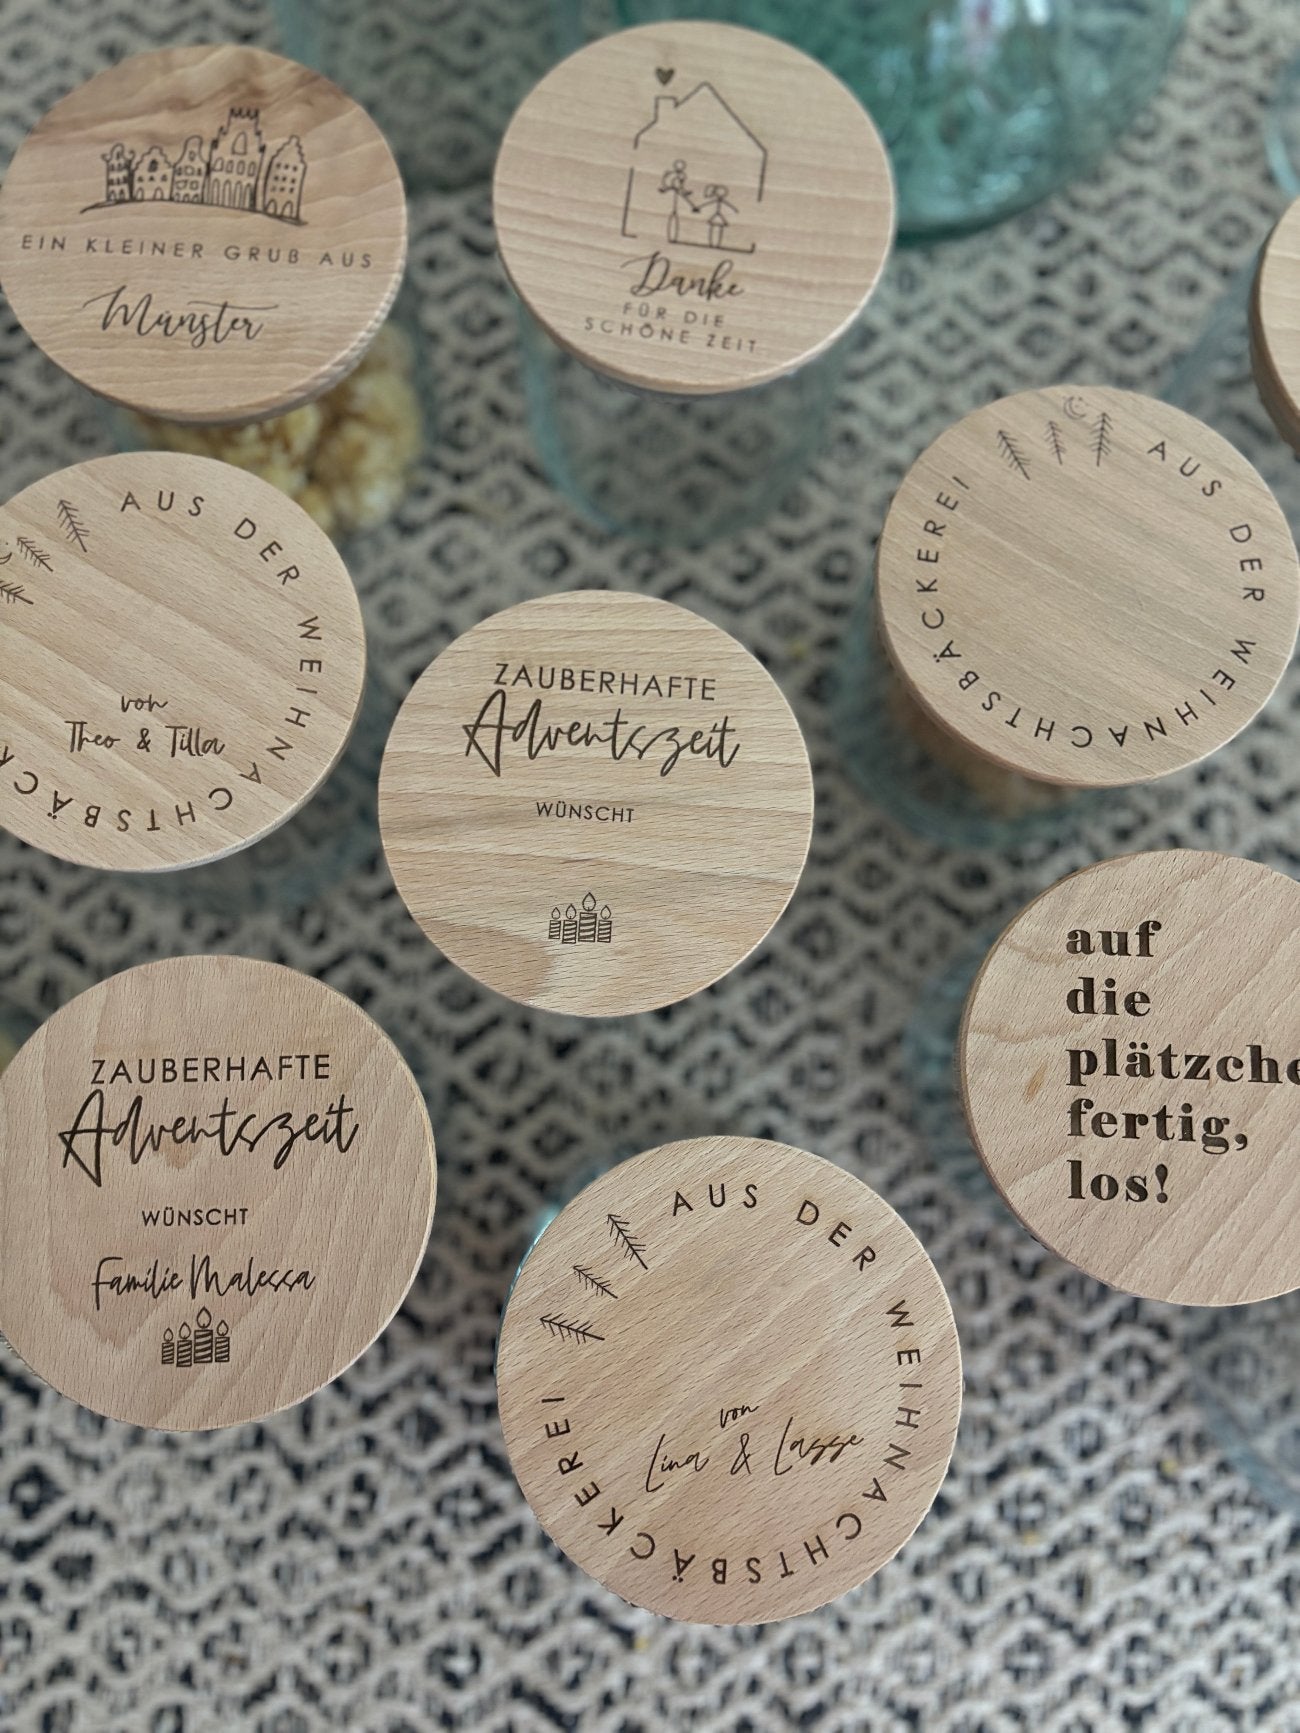 EIN KLEINER GRUß AUS
Münster
Danke
FÜR DIE
SCHÖNE ZEIT
AUS DER WEIHNACHTSBÄCK
von
Theo & Tilla
AUS DER WEIHNACHTSBÄCKEREI
ZAUBERHAFTE
Adventszeit
WÜNSCHT
auf
die
plätzche
fertig,
los!
ZAUBERHAFTE
Adventszeit
WÜNSCHT
Familie Malessa
AUS DER WEIHNACHTSBÄCKEREI
von
Lina & Lasse